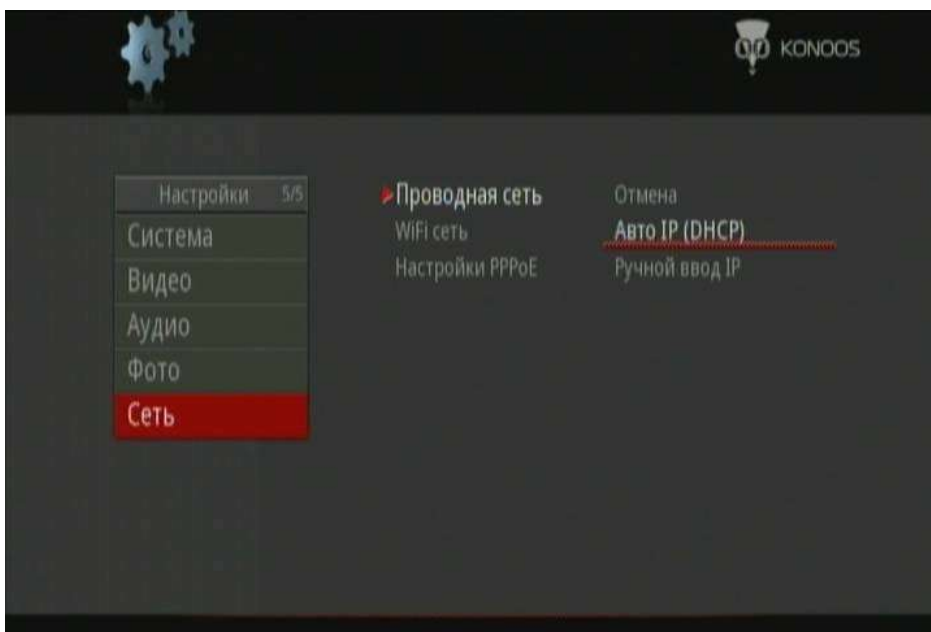 KONOOS
Настройки 5/5
Система
Видео
Аудио
Фото
Сеть
Проводная сеть
WiFi сеть
Настройки PPPoE
Отмена
Авто IP (DHCP)
Ручной ввод IP